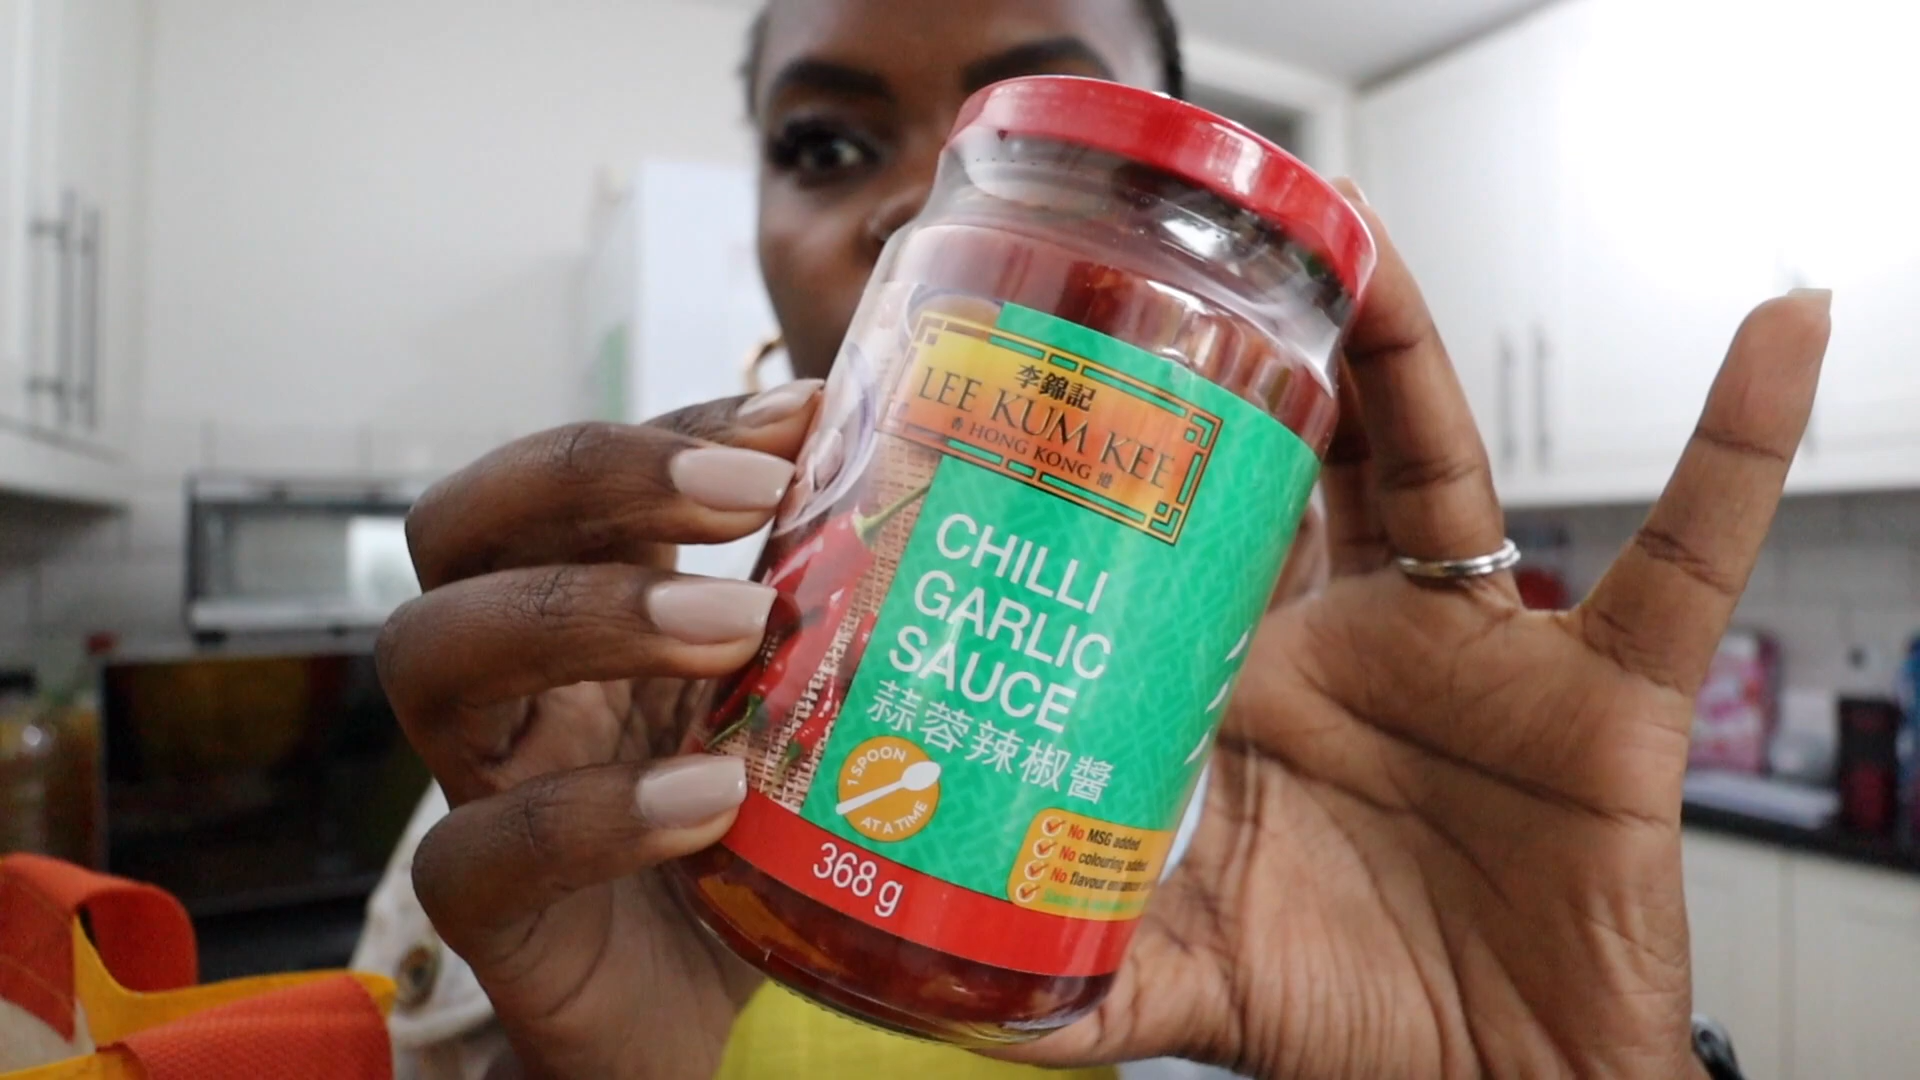 李錦記
LEE KUM KEE
香 HONG KONG 港
CHILLI
GARLIC
SAUCE
蒜蓉辣椒醬
1 SPOON
AT A TIME
No MSG added
No colouring added
No flavour
368 g